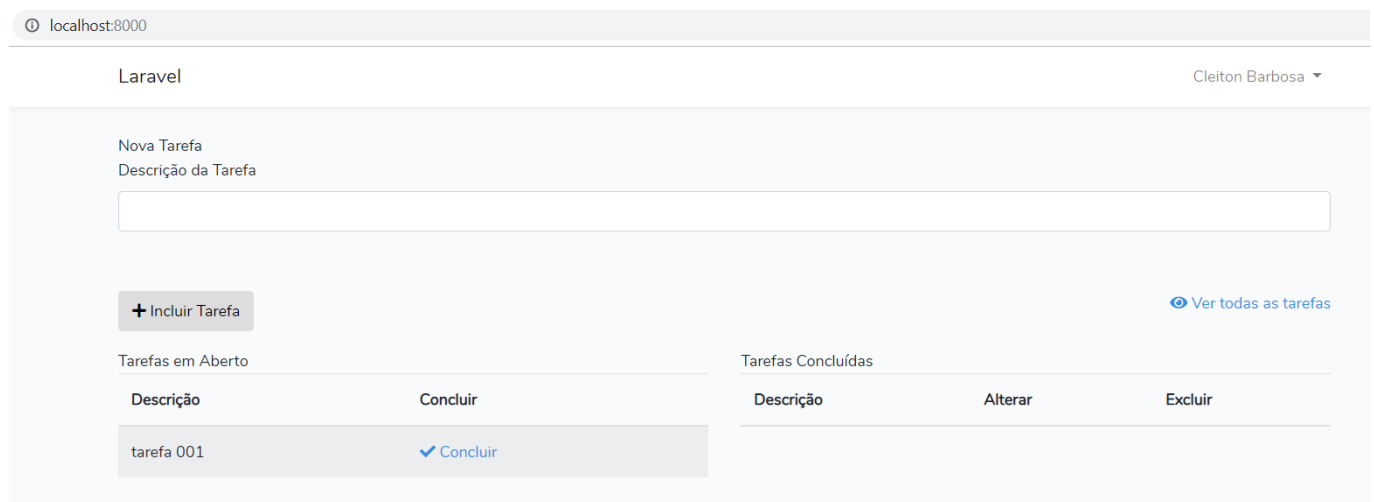 localhost:8000
Laravel
Cleiton Barbosa
Nova Tarefa
Descrição da Tarefa
Incluir Tarefa
Ver todas as tarefas
Tarefas em Aberto
Descrição Concluir
tarefa 001 Concluir
Tarefas Concluídas
Descrição Alterar Excluir